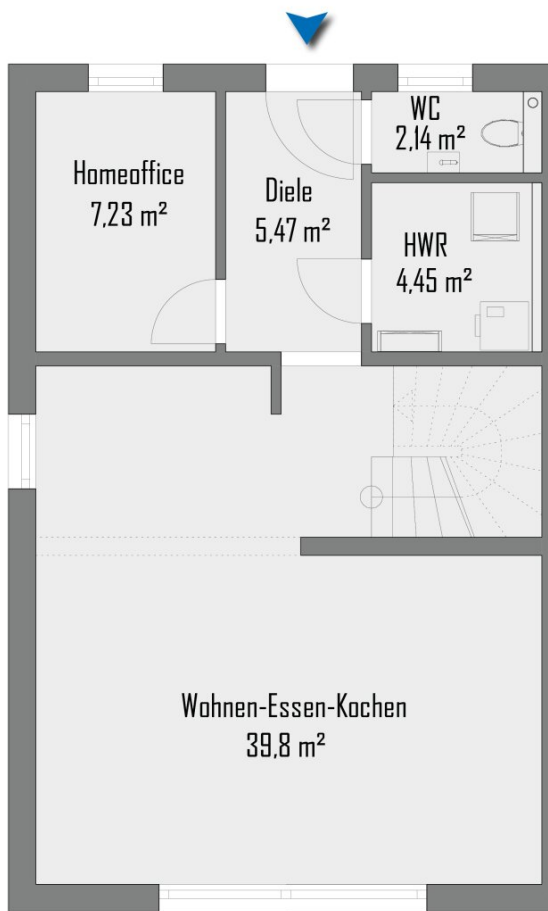 WC
2,14 m²
Homeoffice
7,23 m²
Diele
5,47 m²
HWR
4,45 m²
Wohnen-Essen-Kochen
39,8 m²